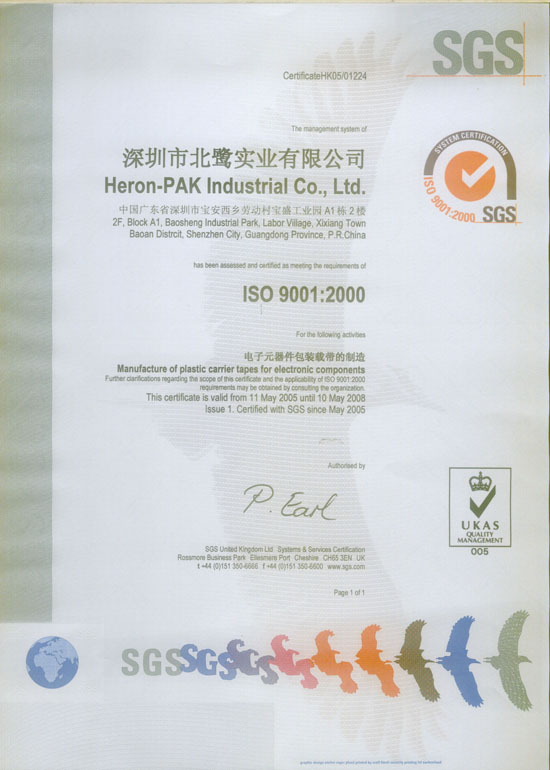 SGS
CertificateHK05/01224
The management system of
深圳市北鹭实业有限公司
Heron-PAK Industrial Co., Ltd.
中国广东省深圳市宝安西乡劳动村宝盛工业园A1栋2楼
2F, Block A1, Baosheng Industrial Park, Labor Village, Xixiang Town
Baoan Distrcit, Shenzhen City, Guangdong Province, P.R.China
SYSTEM CERTIFICATION
ISO 9001:2000
SGS
has been assessed and certified as meeting the requirements of
ISO 9001:2000
For the following activities
电子元器件包装载带的制造
Manufacture of plastic carrier tapes for electronic components
Further clarifications regarding the scope of this certificate and the applicability of ISO 9001:2000
requirements may be obtained by consulting the organization.
This certificate is valid from 11 May 2005 until 10 May 2008
Issue 1. Certified with SGS since May 2005
Authorised by
P. Earl
UKAS
QUALITY
MANAGEMENT
005
SGS United Kingdom Ltd Systems & Services Certification
Rossmore Business Park Ellesmere Port Cheshire CH65 3EN UK
t +44 (0)151 350-6666 f +44 (0)151 350-6600 www.sgs.com
Page 1 of 1
SGS SGS SGS